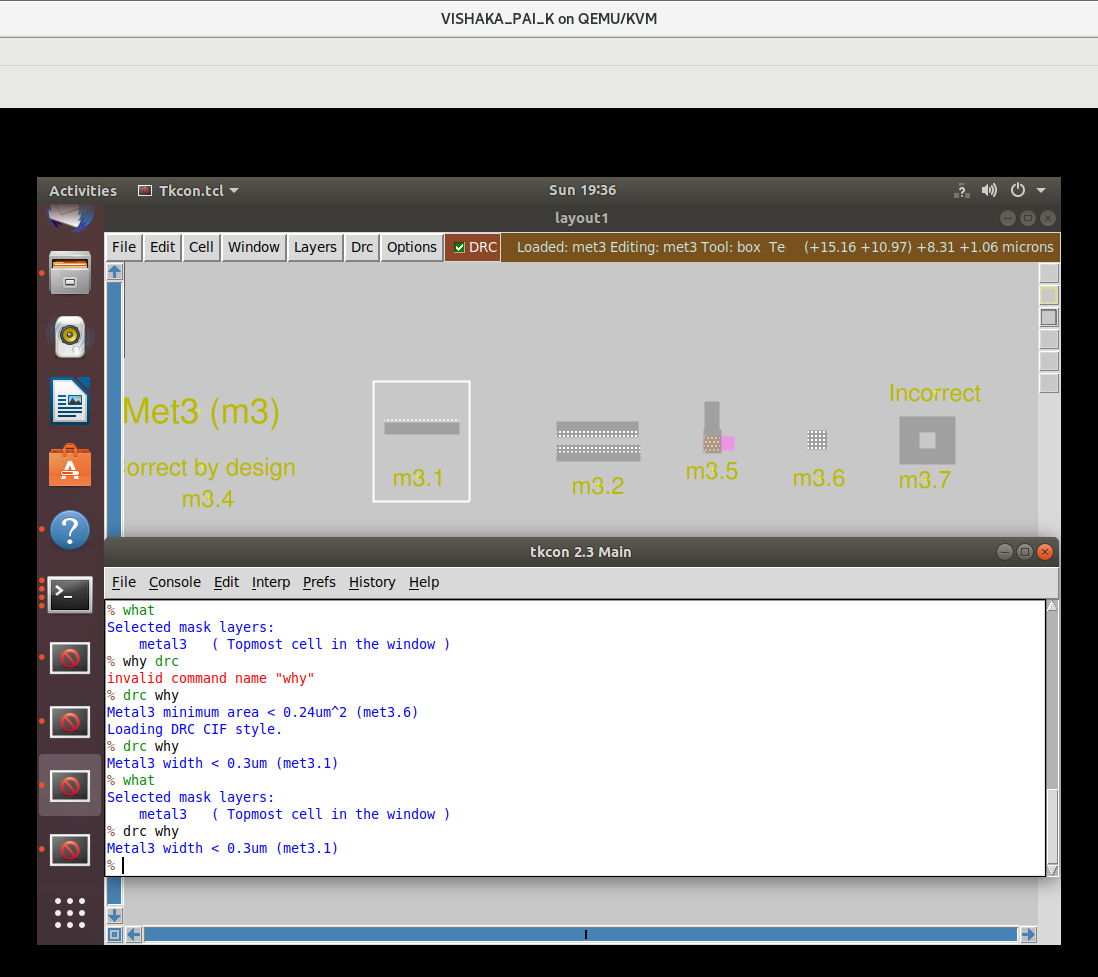 VISHAKA_PAI_K on QEMU/KVM
Activities
Tkcon.tcl
Sun 19:36
layout1
File Edit Cell Window Layers Drc Options DRC Loaded: met3 Editing: met3 Tool: box Te (+15.16 +10.97) +8.31 +1.06 microns
Met3 (m3)
orrect by design
m3.4
m3.1
m3.2
m3.5
m3.6
Incorrect
m3.7
tkcon 2.3 Main
File Console Edit Interp Prefs History Help
% what
Selected mask layers:
metal3 ( Topmost cell in the window )
% why drc
invalid command name "why"
% drc why
Metal3 minimum area < 0.24um^2 (met3.6)
Loading DRC CIF style.
% drc why
Metal3 width < 0.3um (met3.1)
% what
Selected mask layers:
metal3 ( Topmost cell in the window )
% drc why
Metal3 width < 0.3um (met3.1)
%